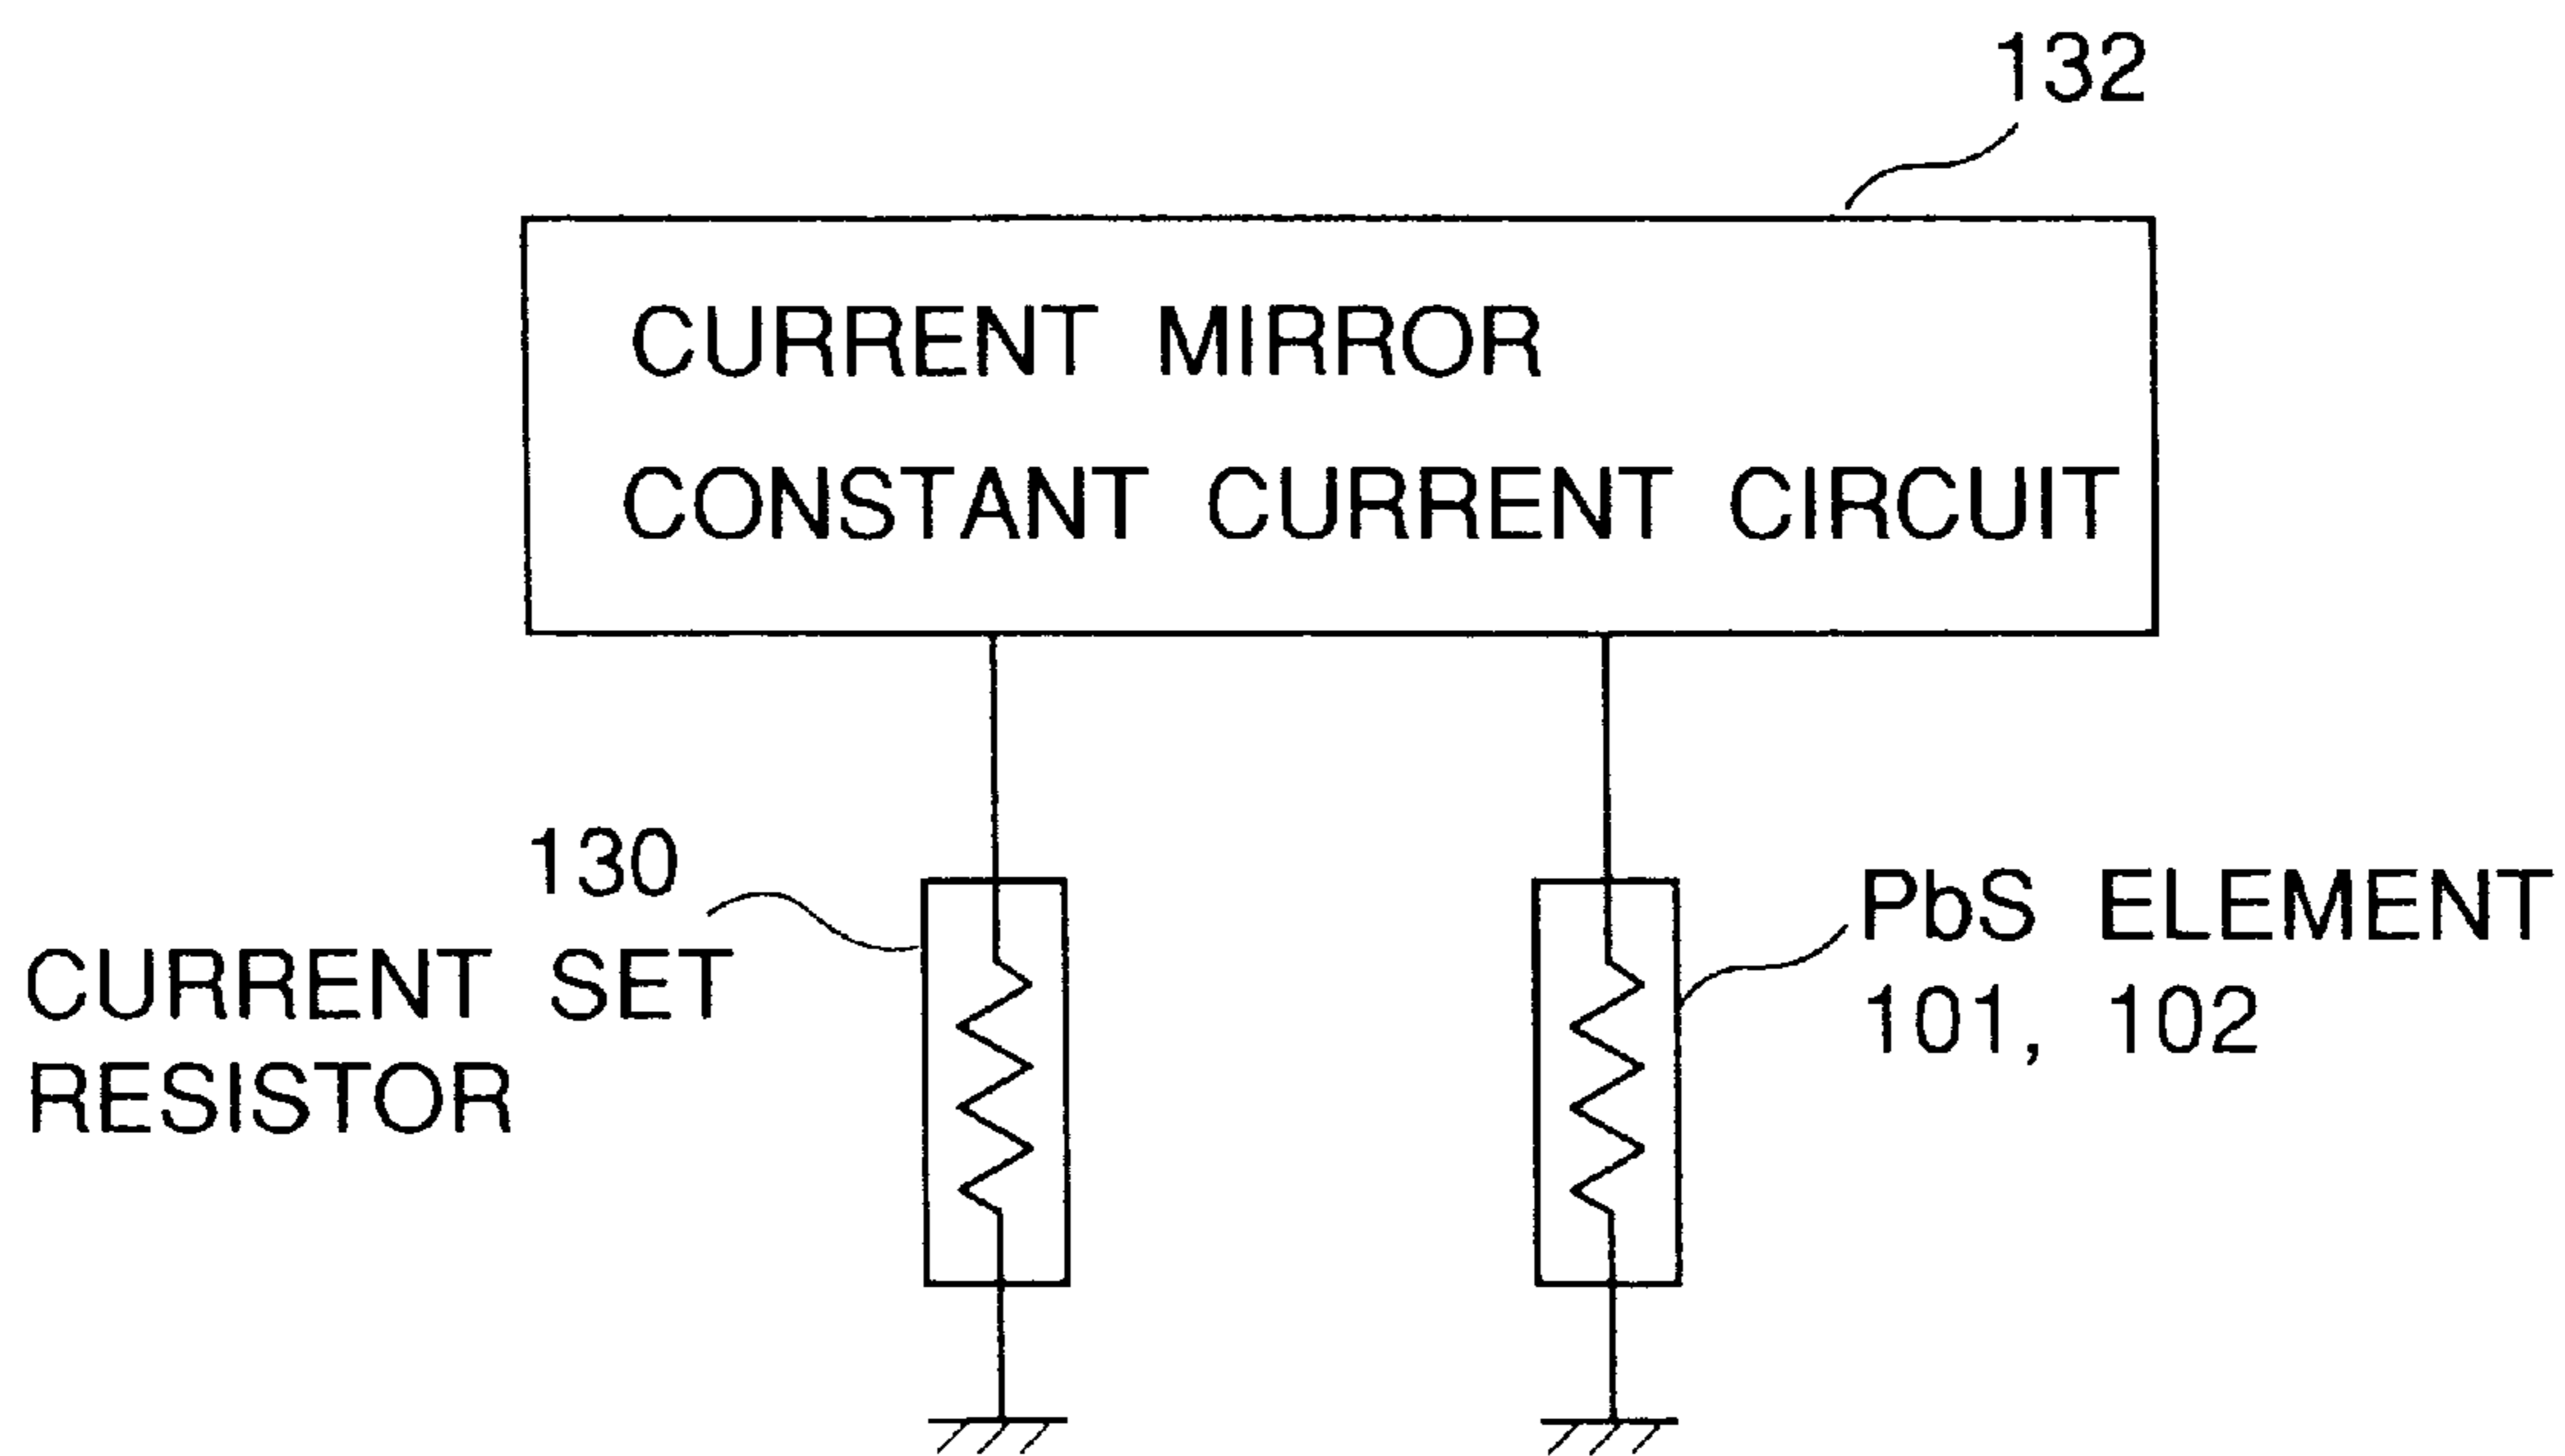 132
CURRENT MIRROR
CONSTANT CURRENT CIRCUIT
130
CURRENT SET
RESISTOR
PbS ELEMENT
101, 102